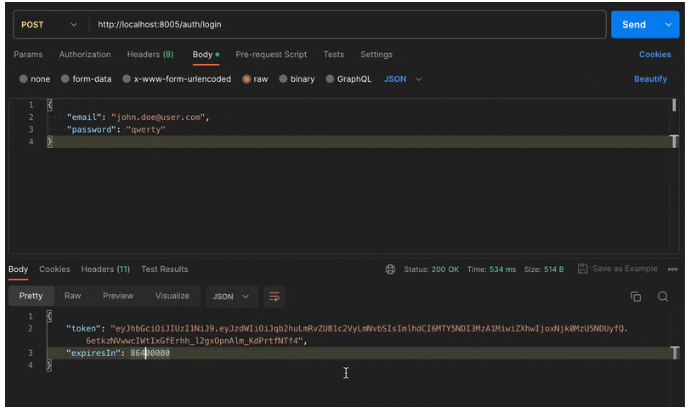 POST http://localhost:8005/auth/login Send
Params Authorization Headers (8) Body Pre-request Script Tests Settings Cookies
none form-data x-www-form-urlencoded raw binary GraphQL JSON Beautify
1 {
2 "email": "john.doe@user.com",
3 "password": "qwerty"
4 }
Body Cookies Headers (11) Test Results Status: 200 OK Time: 534 ms Size: 514 B Save as Example
Pretty Raw Preview Visualize JSON
1 {
2 "token": "eyJhbGciOiJIUzI1NiJ9.eyJzdWIiOiJqb2huLmRvZUB1c2VyLmNvbSIsImlhdCI6MTY5NDI3MzA1MiwiZXhwIjoxNjk0MzU5NDUyfQ.
6etkzNVwwcIWtIxGfErhh_l2gxOpnAlm_KdPrtfNTf4",
3 "expiresIn": 86400000
4 }